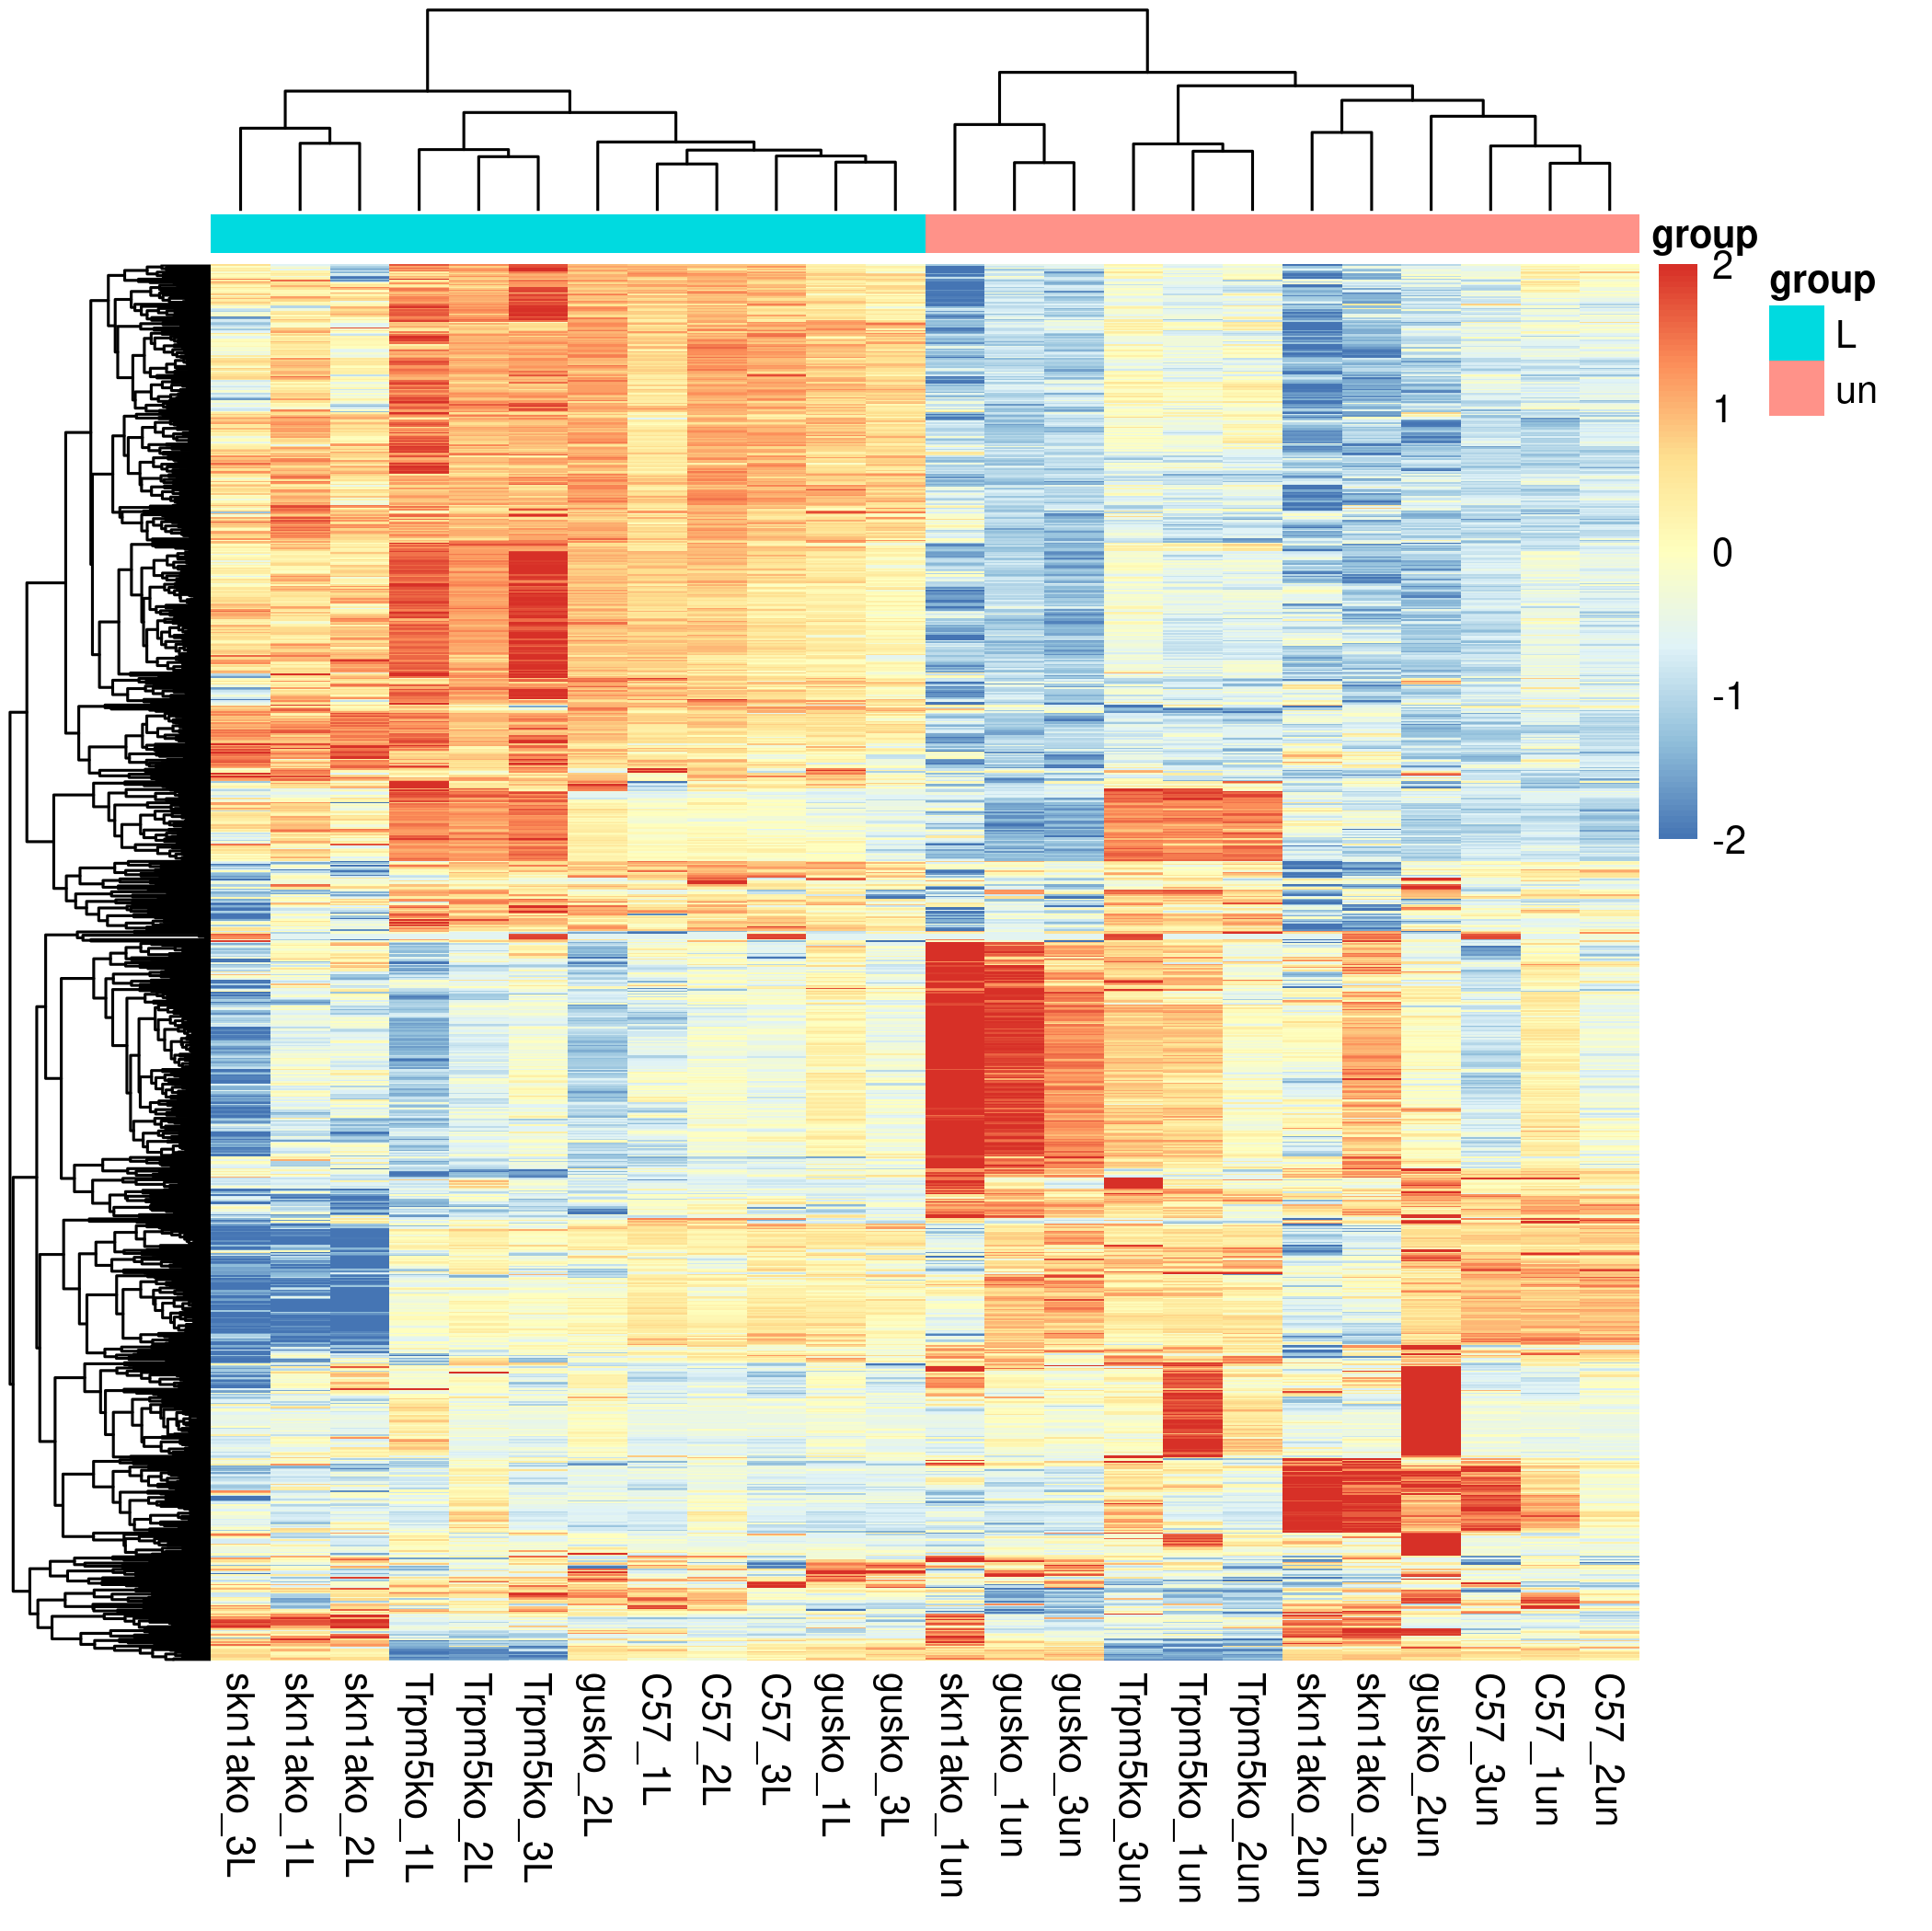 group
2
1
0
-1
-2
group
L
un
skn1ako_3L
skn1ako_1L
skn1ako_2L
Trpm5ko_1L
Trpm5ko_2L
Trpm5ko_3L
gusko_2L
C57_1L
C57_2L
C57_3L
gusko_1L
gusko_3L
skn1ako_1un
gusko_1un
gusko_3un
Trpm5ko_3un
Trpm5ko_1un
Trpm5ko_2un
skn1ako_2un
skn1ako_3un
gusko_2un
C57_3un
C57_1un
C57_2un